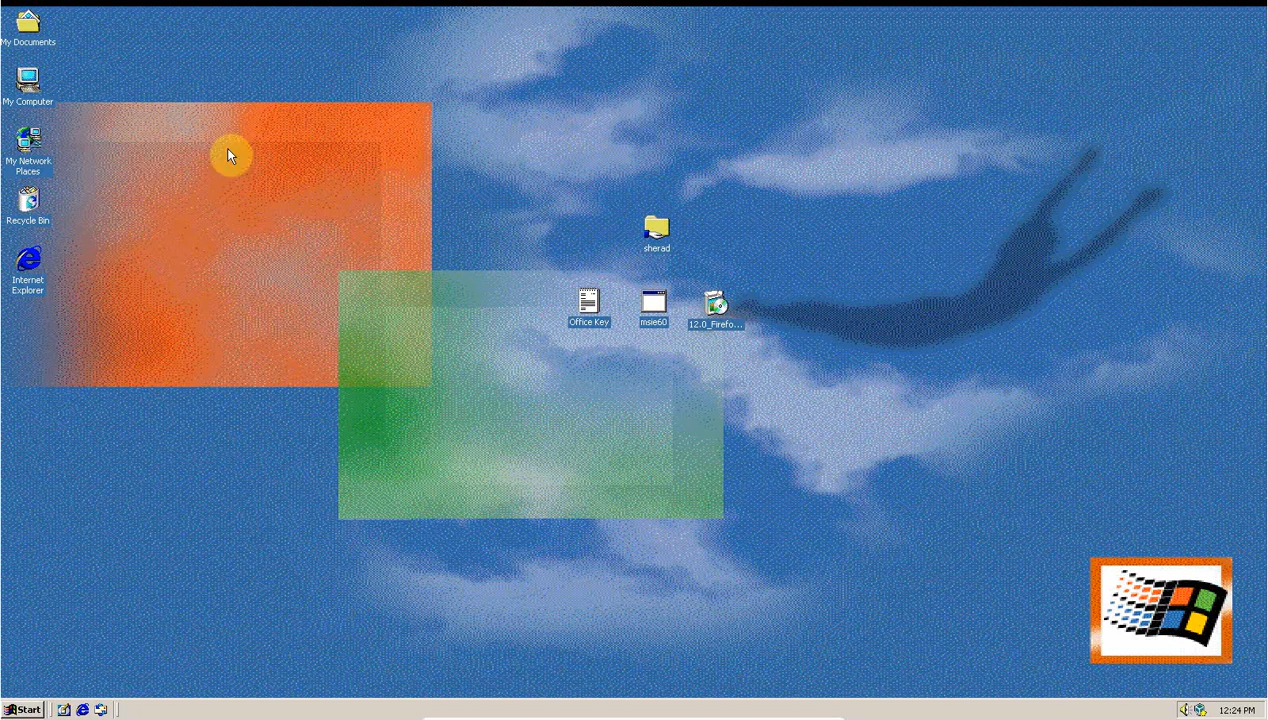 My Documents
My Computer
My Network
Places
Recycle Bin
Internet
Explorer
sherad
Office Key
msie60
12.0_Firefo...
Start
12:24 PM